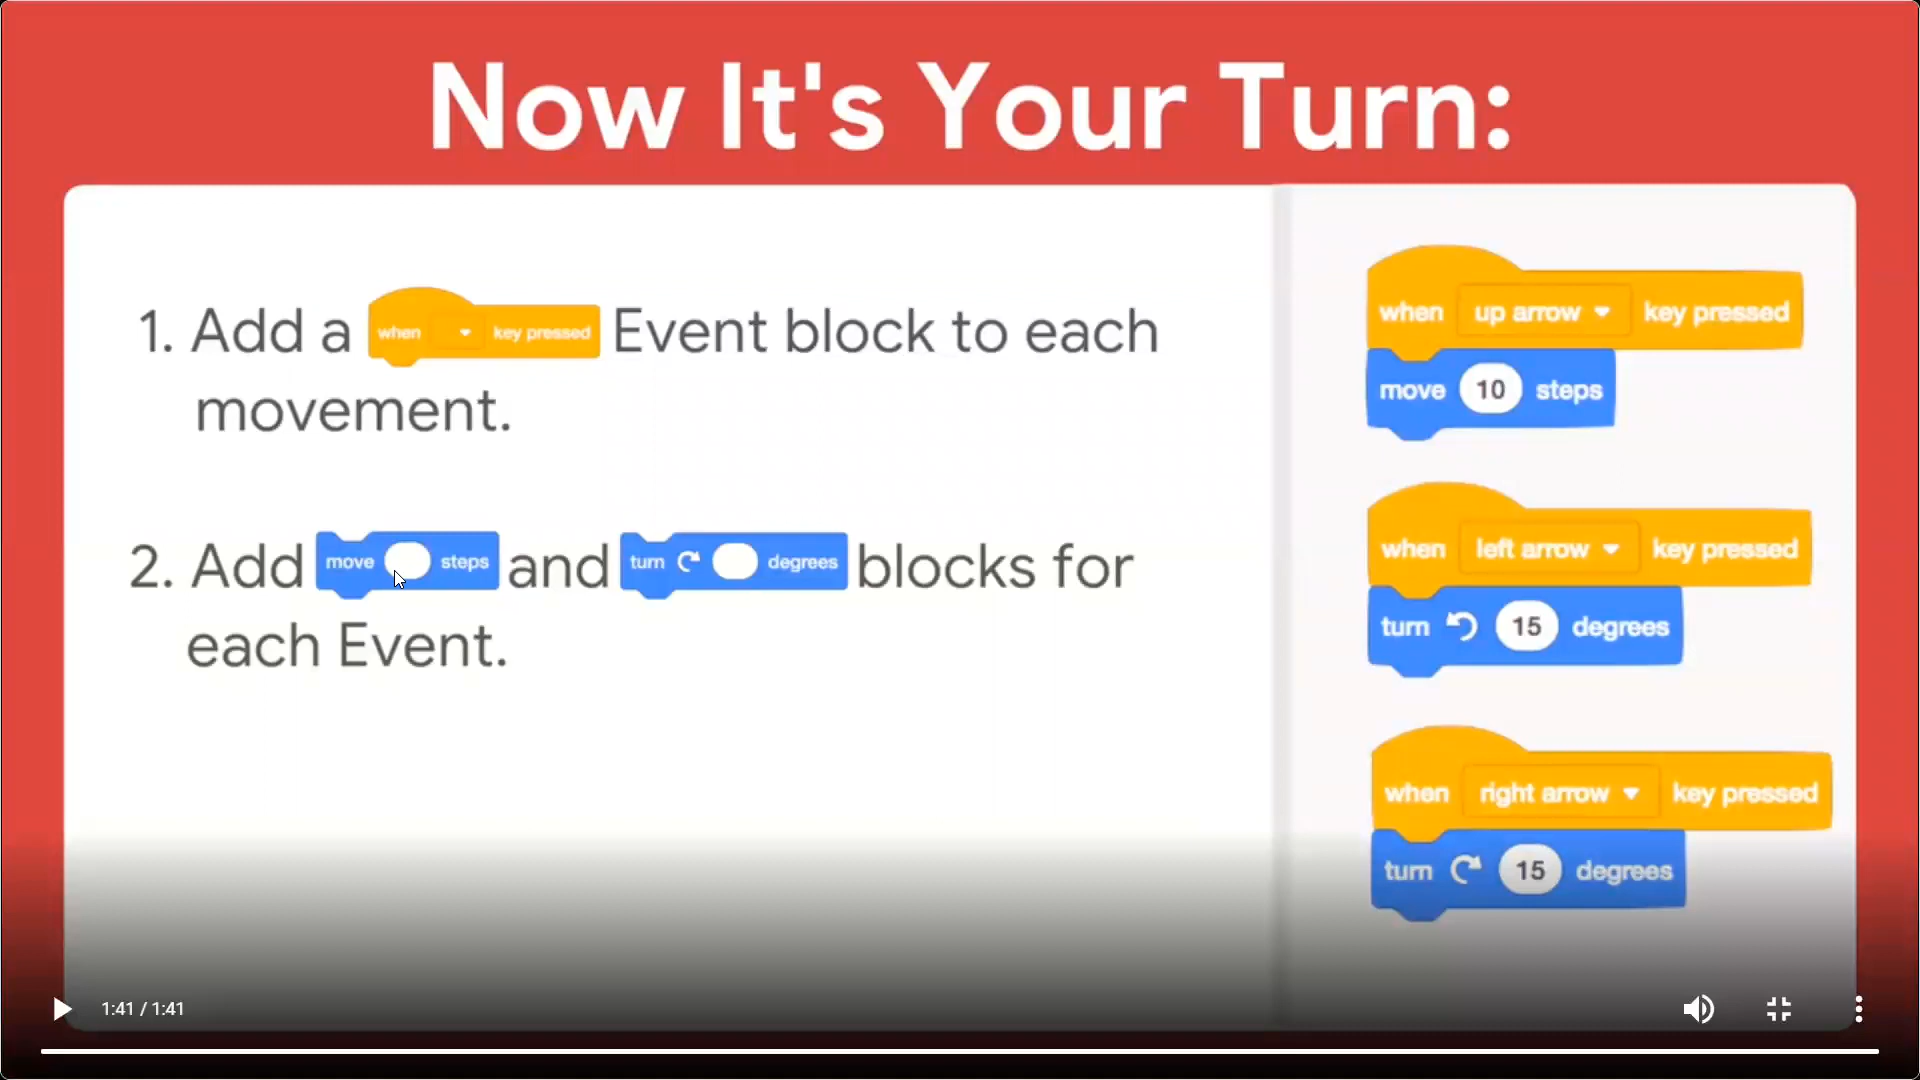 Now It's Your Turn:
1. Add a when key pressed Event block to each
movement.
2. Add move steps and turn degrees blocks for
each Event.
when up arrow key pressed
move 10 steps
when left arrow key pressed
turn 15 degrees
when right arrow key pressed
turn 15 degrees
1:41 / 1:41